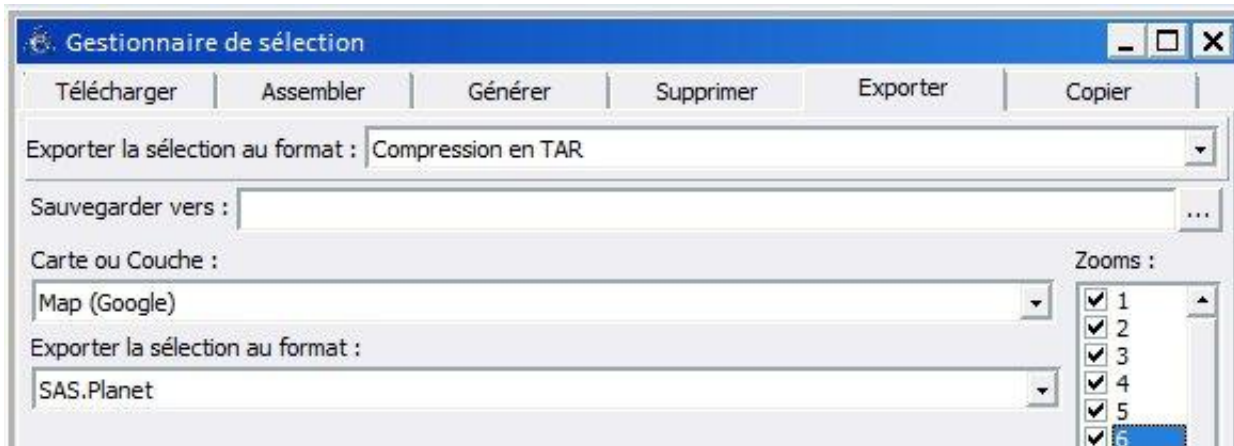 Gestionnaire de sélection
Télécharger Assembler Générer Supprimer Exporter Copier
Exporter la sélection au format : Compression en TAR
Sauvegarder vers : ...
Carte ou Couche : Zooms :
Map (Google) 1
2
Exporter la sélection au format : 3
SAS.Planet 4
5
6